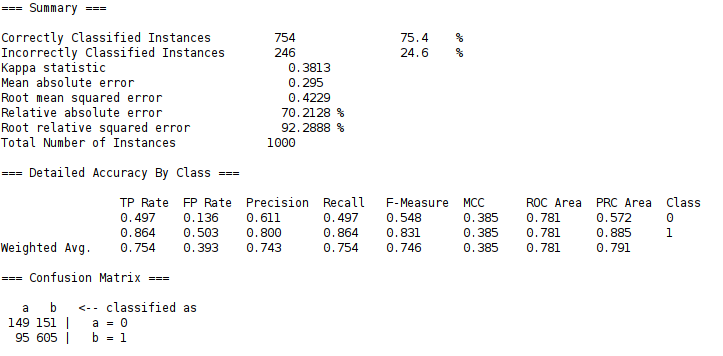 === Summary ===
Correctly Classified Instances 754 75.4 %
Incorrectly Classified Instances 246 24.6 %
Kappa statistic 0.3813
Mean absolute error 0.295
Root mean squared error 0.4229
Relative absolute error 70.2128 %
Root relative squared error 92.2888 %
Total Number of Instances 1000
=== Detailed Accuracy By Class ===
TP Rate FP Rate Precision Recall F-Measure MCC ROC Area PRC Area Class
0.497 0.136 0.611 0.497 0.548 0.385 0.781 0.572 0
0.864 0.503 0.800 0.864 0.831 0.385 0.781 0.885 1
Weighted Avg. 0.754 0.393 0.743 0.754 0.746 0.385 0.781 0.791
=== Confusion Matrix ===
a b <-- classified as
149 151 | a = 0
95 605 | b = 1